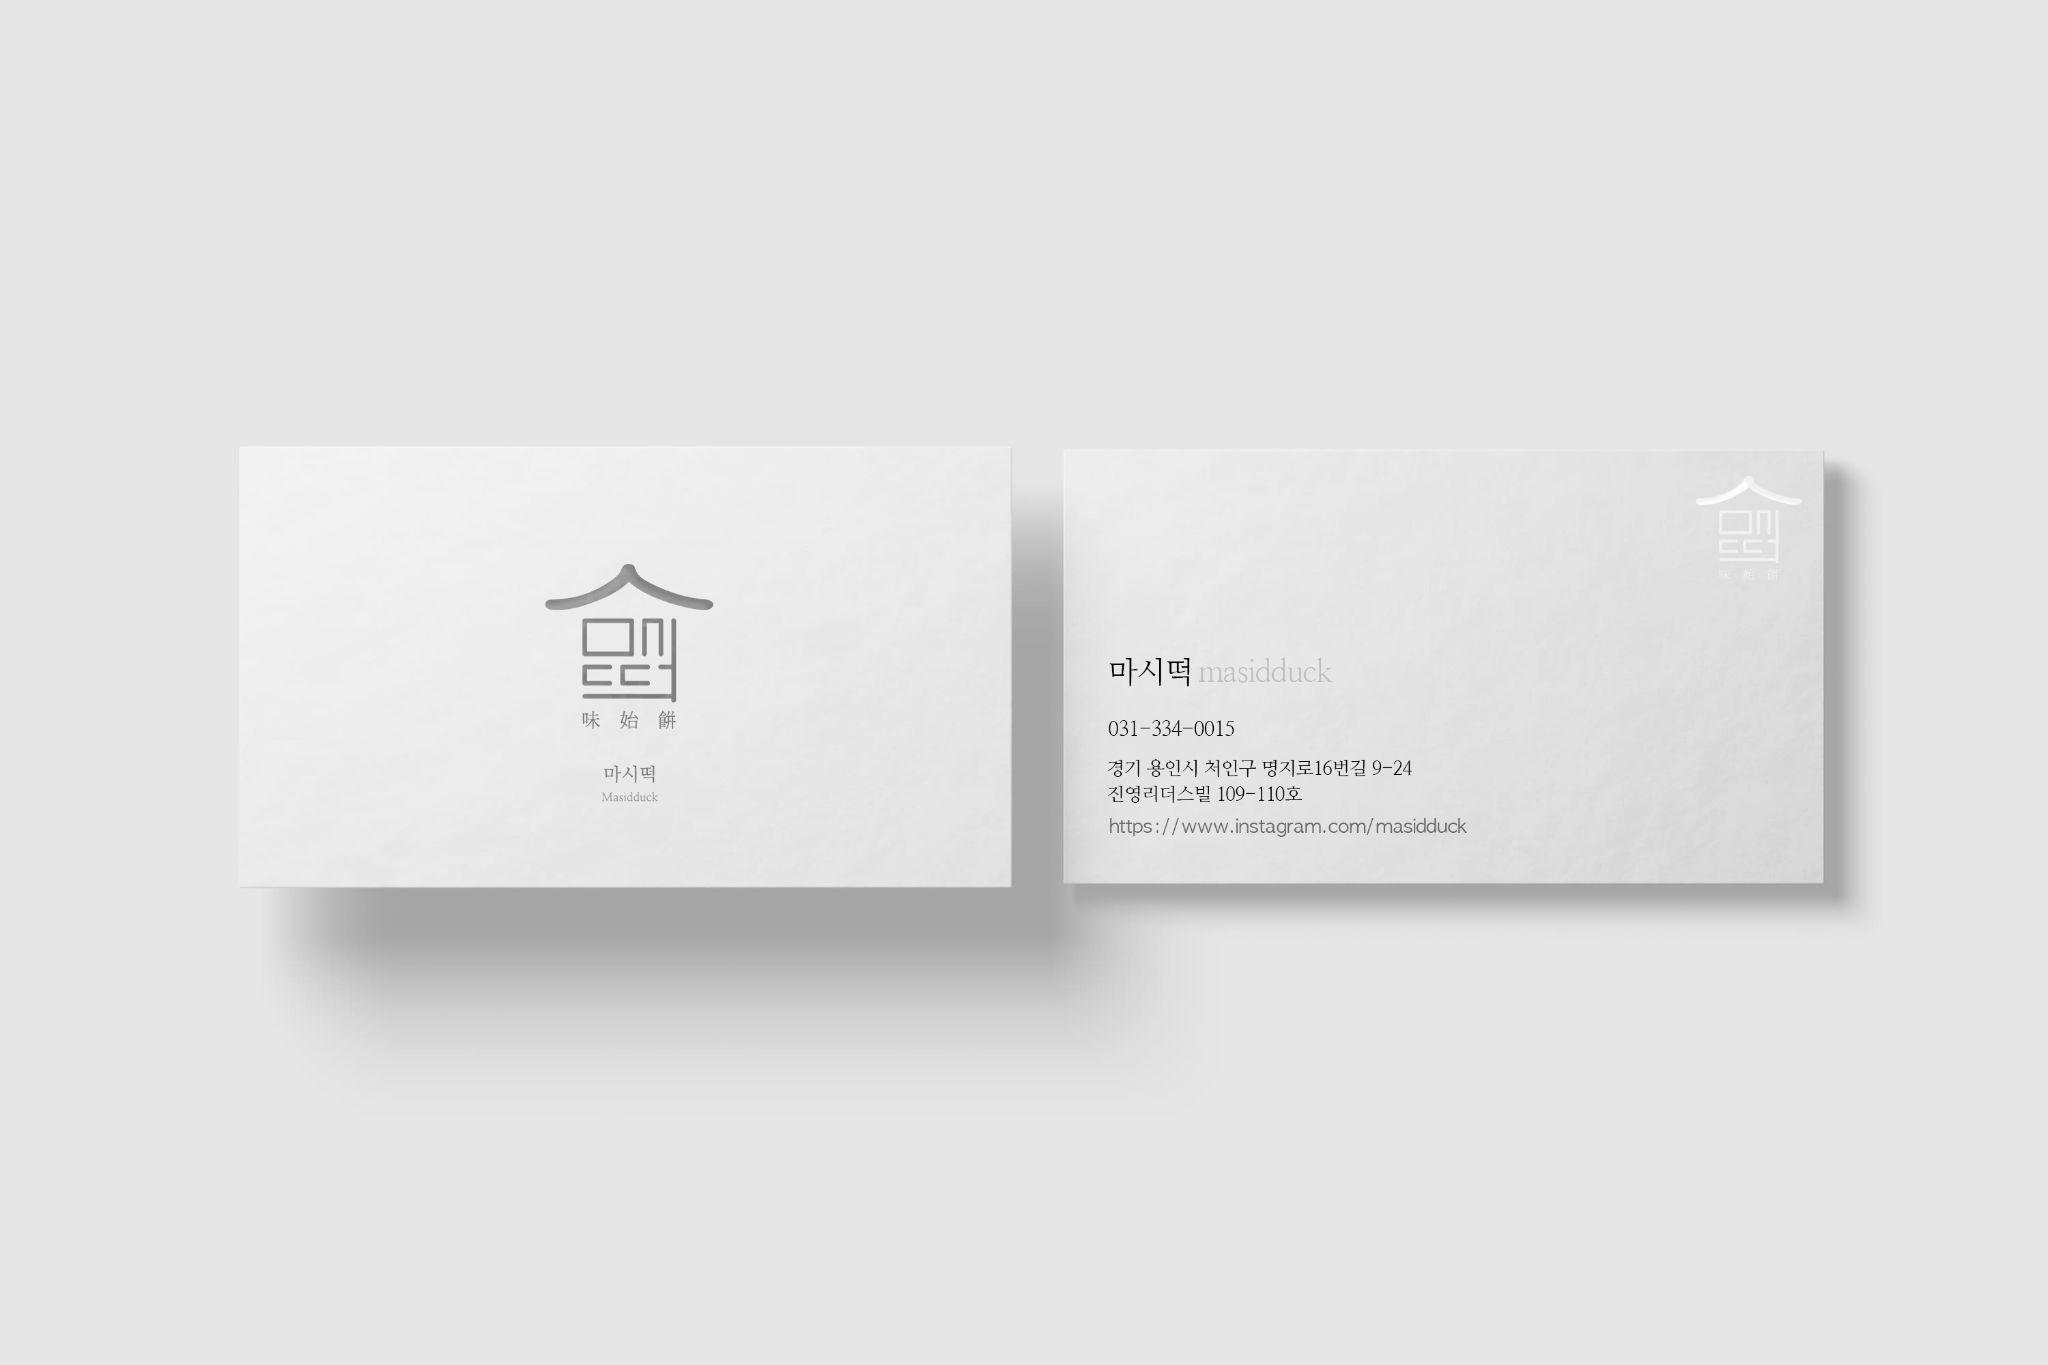 味 始 餠
마시떡
Masidduck
味 始 餠
마시떡 masidduck
031-334-0015
경기 용인시 처인구 명지로16번길 9-24
진영리더스빌 109-110호
https://www.instagram.com/masidduck